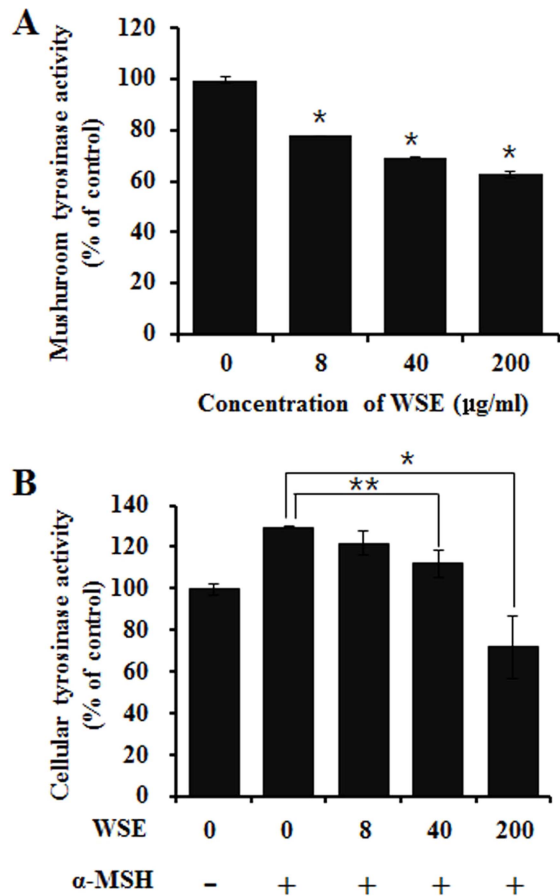 A
Mushuroom tyrosinase activity
(% of control)
120
100
80
60
40
20
0
*
*
*
0 8 40 200
Concentration of WSE (µg/ml)
B
Cellular tyrosinase activity
(% of control)
140
120
100
80
60
40
20
0
*
**
WSE 0 0 8 40 200
α-MSH - + + + +